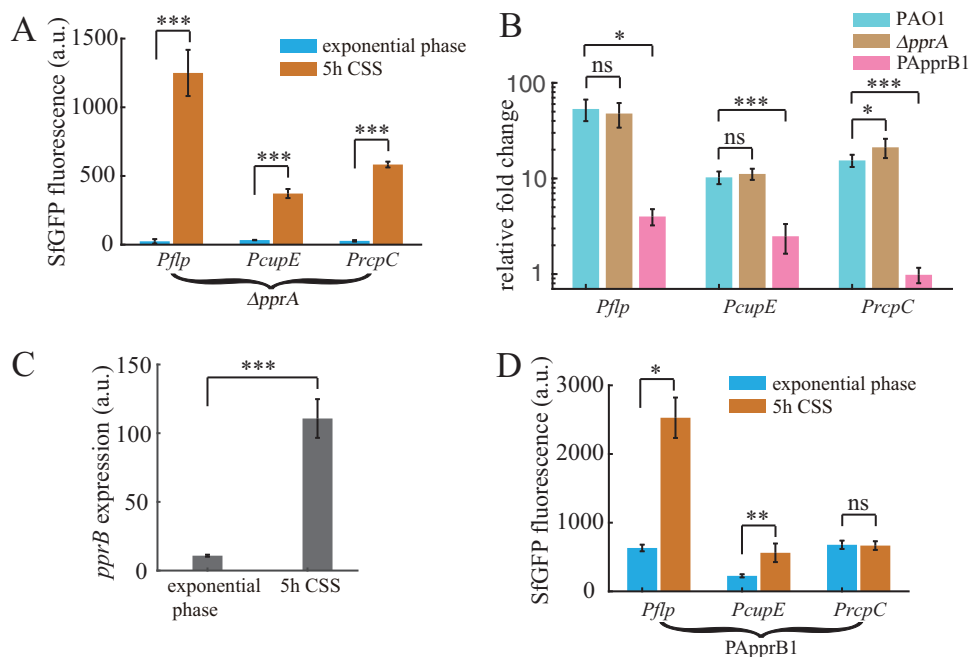 A
SfGFP fluorescence (a.u.)
1500
1000
500
0
***
***
***
exponential phase
5h CSS
Pflp
PcupE
PrcpC
ΔpprA
B
relative fold change
100
10
1
*
ns
***
ns
***
*
PAO1
ΔpprA
PApprB1
Pflp
PcupE
PrcpC
C
pprB expression (a.u.)
150
100
50
0
***
exponential
phase
5h CSS
D
SfGFP fluorescence (a.u.)
3000
2000
1000
0
*
**
ns
exponential phase
5h CSS
Pflp
PcupE
PrcpC
PApprB1